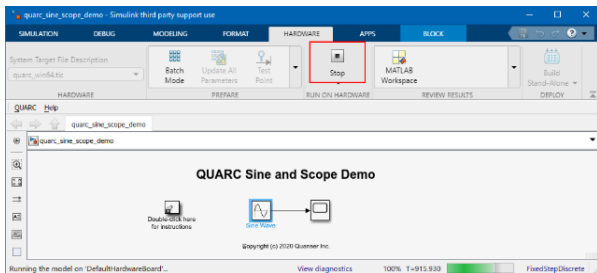 quarc_sine_scope_demo - Simulink third party support use
SIMULATION DEBUG MODELING FORMAT HARDWARE APPS BLOCK
System Target File Description
quarc_win64.tlc
Batch Mode
Update All Parameters
Test Point
Stop
MATLAB Workspace
Build Stand-Alone
HARDWARE PREPARE RUN ON HARDWARE REVIEW RESULTS DEPLOY
QUARC Help
quarc_sine_scope_demo
quarc_sine_scope_demo
QUARC Sine and Scope Demo
Double-click here
for instructions
Sine Wave
Copyright (c) 2020 Quanser Inc.
Running the model on 'DefaultHardwareBoard'... View diagnostics 100% T=915.930 FixedStepDiscrete